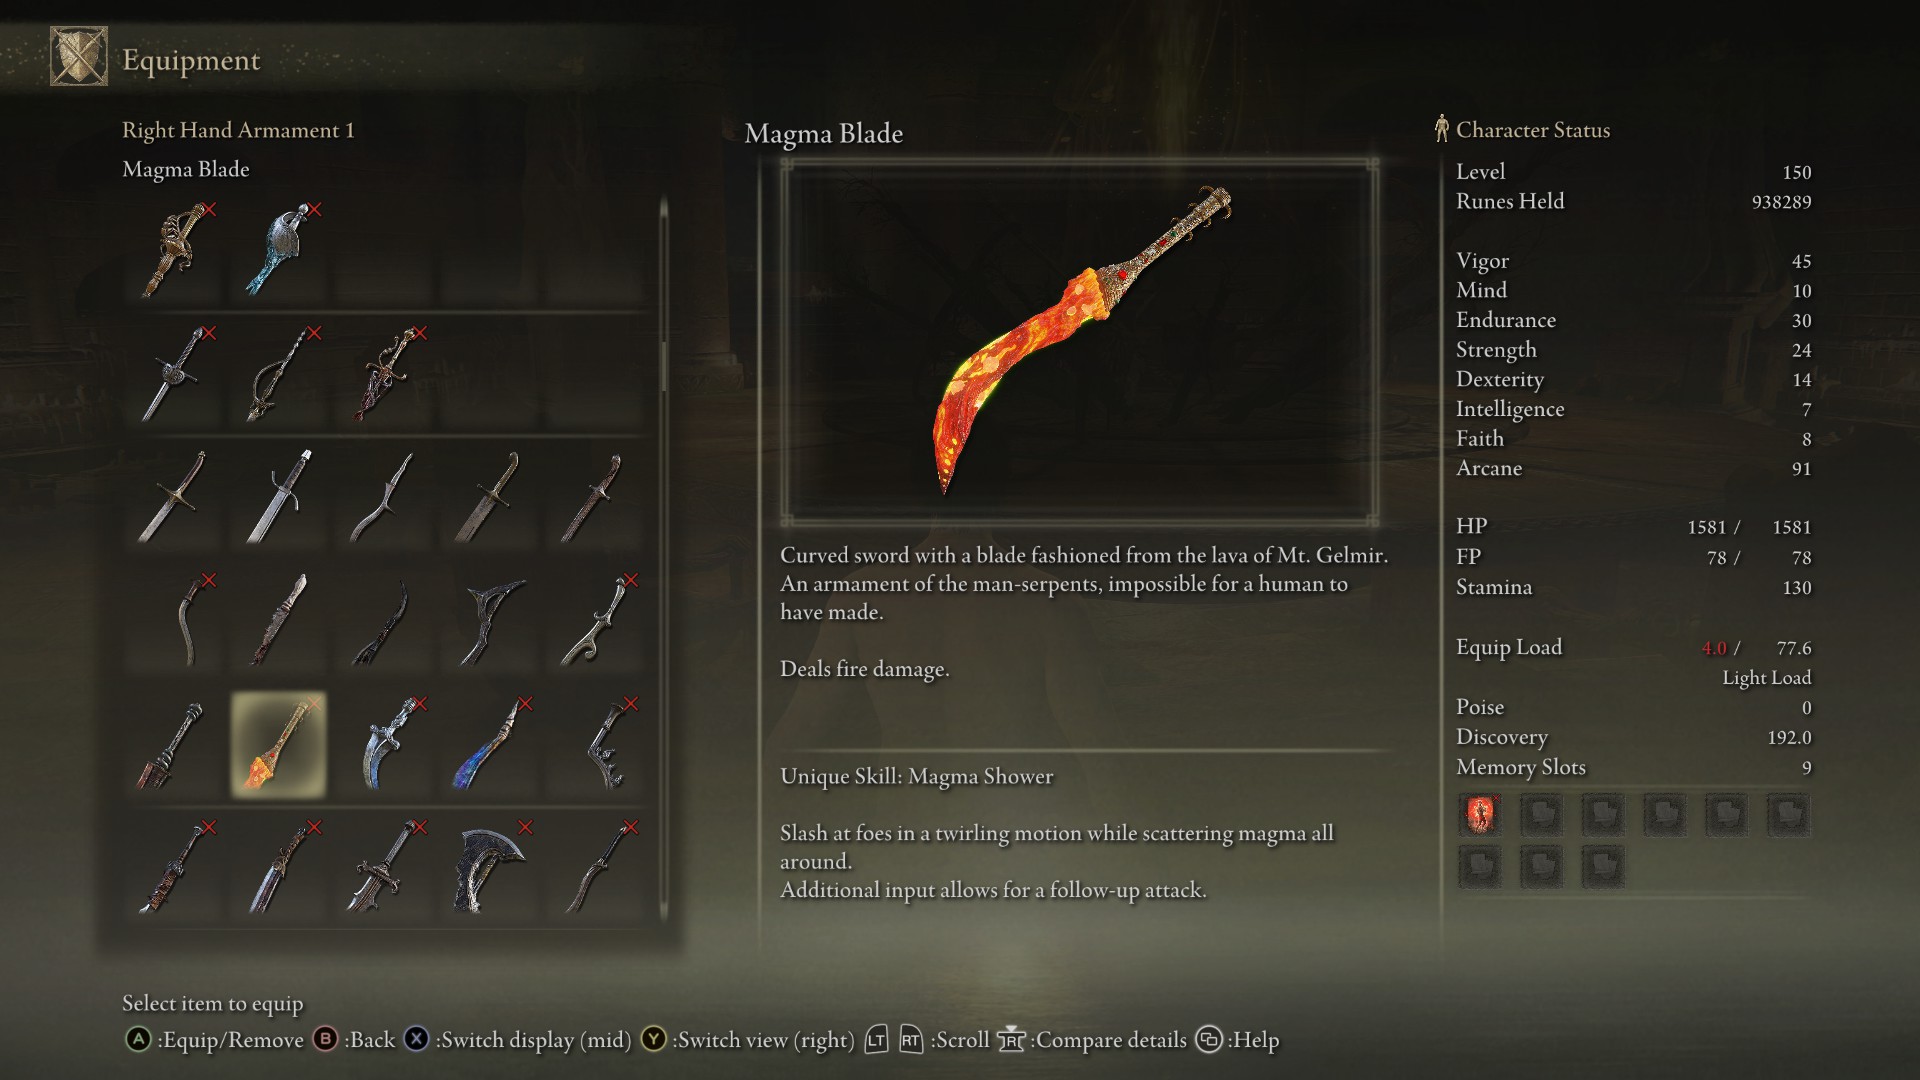 Equipment
Right Hand Armament 1
Magma Blade
Magma Blade
Curved sword with a blade fashioned from the lava of Mt. Gelmir.
An armament of the man-serpents, impossible for a human to
have made.
Deals fire damage.
Unique Skill: Magma Shower
Slash at foes in a twirling motion while scattering magma all
around.
Additional input allows for a follow-up attack.
Character Status
Level 150
Runes Held 938289
Vigor 45
Mind 10
Endurance 30
Strength 24
Dexterity 14
Intelligence 7
Faith 8
Arcane 91
HP 1581 / 1581
FP 78 / 78
Stamina 130
Equip Load 4.0 / 77.6
Light Load
Poise 0
Discovery 192.0
Memory Slots 9
Select item to equip
A :Equip/Remove B :Back X :Switch display (mid) Y :Switch view (right) LT RT :Scroll R :Compare details :Help